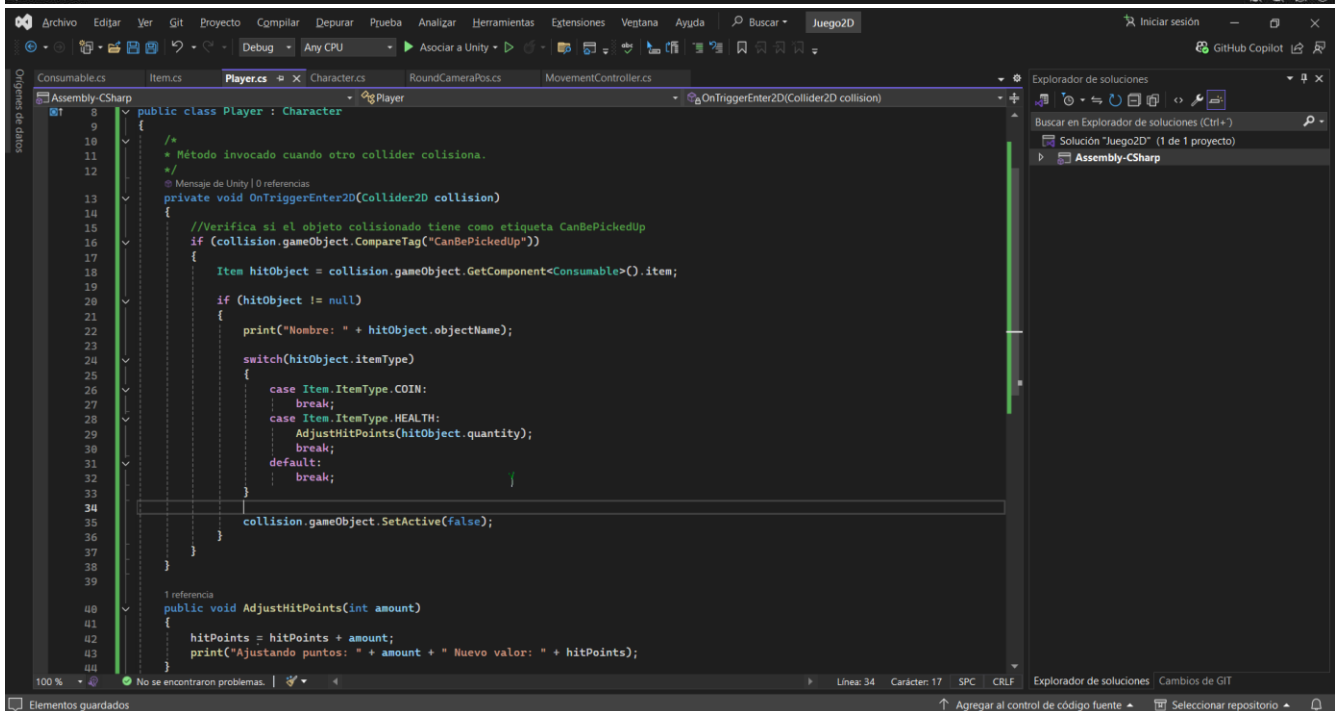 Archivo Editar Ver Git Proyecto Compilar Depurar Prueba Analizar Herramientas Extensiones Ventana Ayuda Buscar Juego2D Iniciar sesión
Debug Any CPU Asociar a Unity GitHub Copilot
Orígenes de datos
Consumable.cs Item.cs Player.cs Character.cs RoundCameraPos.cs MovementController.cs
Assembly-CSharp Player OnTriggerEnter2D(Collider2D collision)
8 public class Player : Character
9 {
10 /*
11 * Método invocado cuando otro collider colisiona.
12 */
Mensaje de Unity | 0 referencias
13 private void OnTriggerEnter2D(Collider2D collision)
14 {
15 //Verifica si el objeto colisionado tiene como etiqueta CanBePickedUp
16 if (collision.gameObject.CompareTag("CanBePickedUp"))
17 {
18 Item hitObject = collision.gameObject.GetComponent<Consumable>().item;
19
20 if (hitObject != null)
21 {
22 print("Nombre: " + hitObject.objectName);
23
24 switch(hitObject.itemType)
25 {
26 case Item.ItemType.COIN:
27 break;
28 case Item.ItemType.HEALTH:
29 AdjustHitPoints(hitObject.quantity);
30 break;
31 default:
32 break;
33 }
34
35 collision.gameObject.SetActive(false);
36 }
37 }
38 }
39
1 referencia
40 public void AdjustHitPoints(int amount)
41 {
42 hitPoints = hitPoints + amount;
43 print("Ajustando puntos: " + amount + " Nuevo valor: " + hitPoints);
44 }
100 % No se encontraron problemas. Línea: 34 Carácter: 17 SPC CRLF
Explorador de soluciones
Buscar en Explorador de soluciones (Ctrl+´)
Solución "Juego2D" (1 de 1 proyecto)
Assembly-CSharp
Explorador de soluciones Cambios de GIT
Elementos guardados Agregar al control de código fuente Seleccionar repositorio